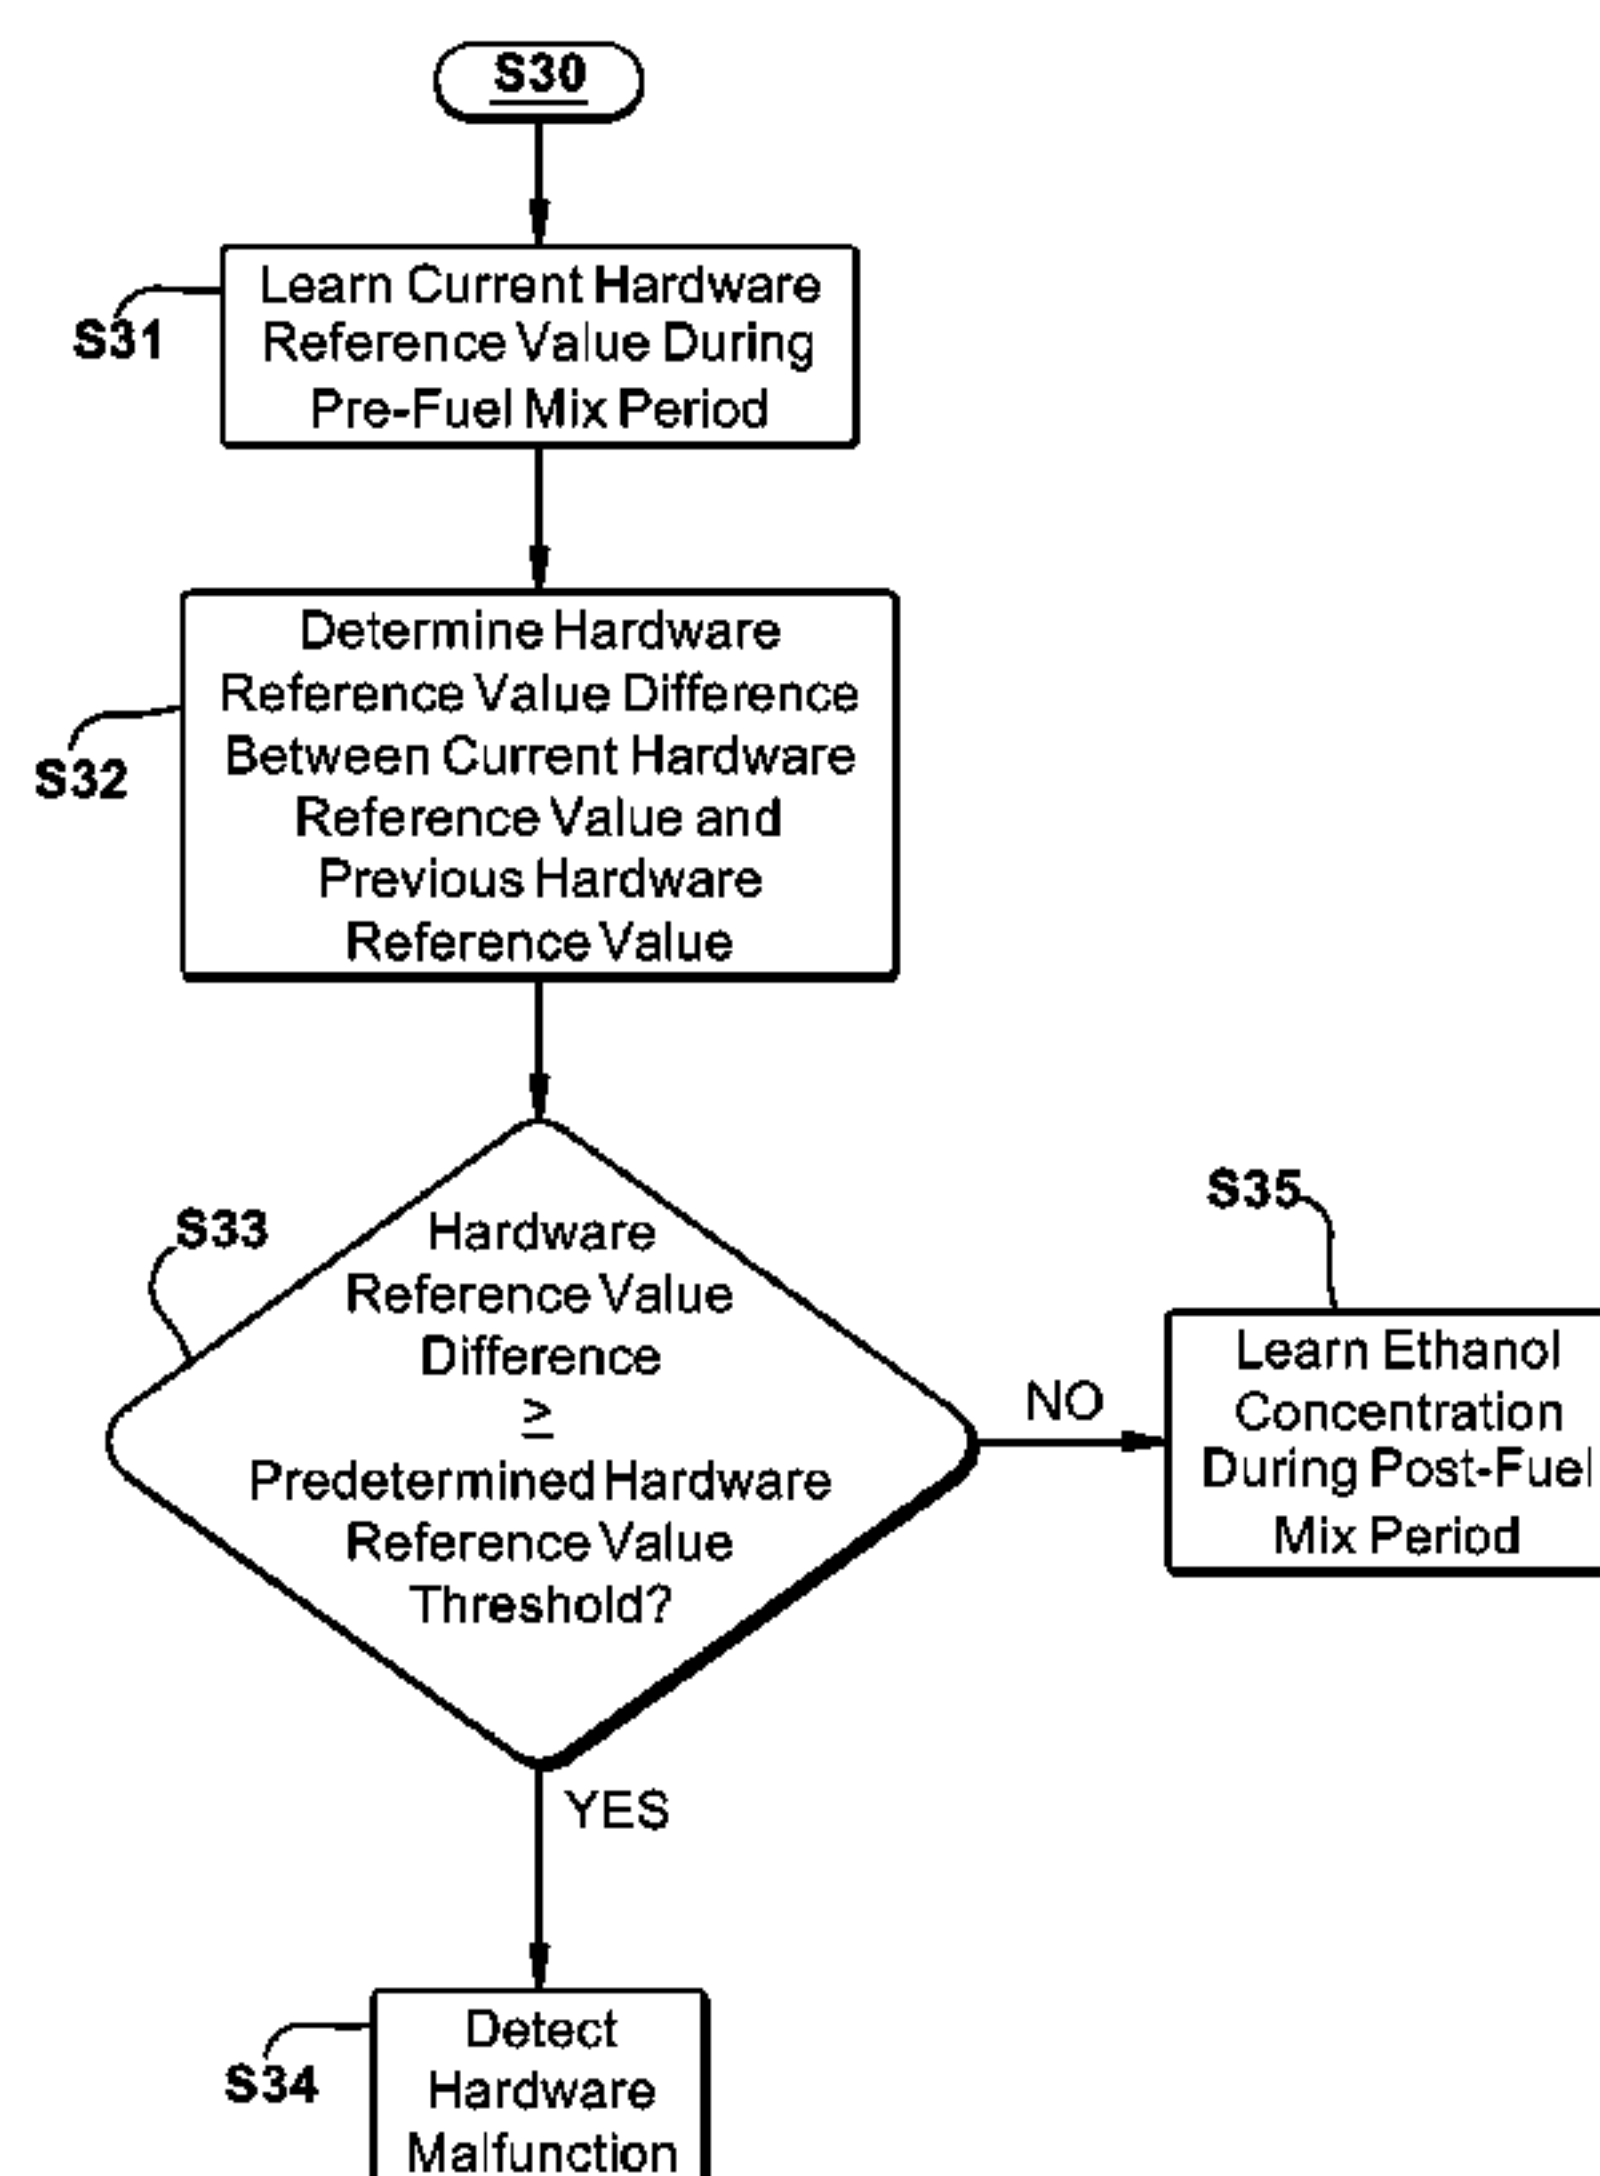 S30
Learn Current Hardware
Reference Value During
Pre-Fuel Mix Period
S31
Determine Hardware
Reference Value Difference
Between Current Hardware
Reference Value and
Previous Hardware
Reference Value
S32
S33
Hardware
Reference Value
Difference
≥
Predetermined Hardware
Reference Value
Threshold?
NO
S35
Learn Ethanol
Concentration
During Post-Fuel
Mix Period
YES
Detect
Hardware
Malfunction
S34